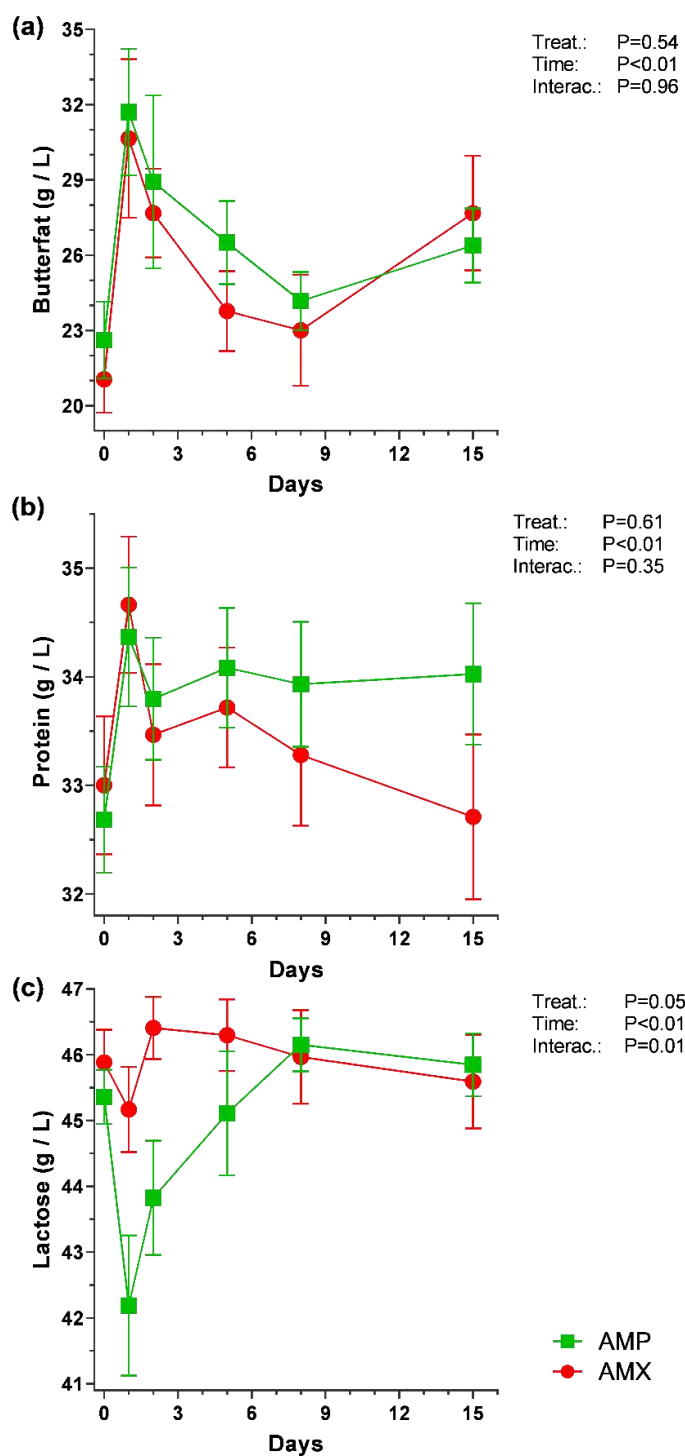 (a)
35
32
29
26
23
20
Butterfat (g / L)
0 3 6 9 12 15
Days
Treat.: P=0.54
Time: P<0.01
Interac.: P=0.96
(b)
35
34
33
32
Protein (g / L)
0 3 6 9 12 15
Days
Treat.: P=0.61
Time: P<0.01
Interac.: P=0.35
(c)
47
46
45
44
43
42
41
Lactose (g / L)
0 3 6 9 12 15
Days
Treat.: P=0.05
Time: P<0.01
Interac.: P=0.01
AMP
AMX